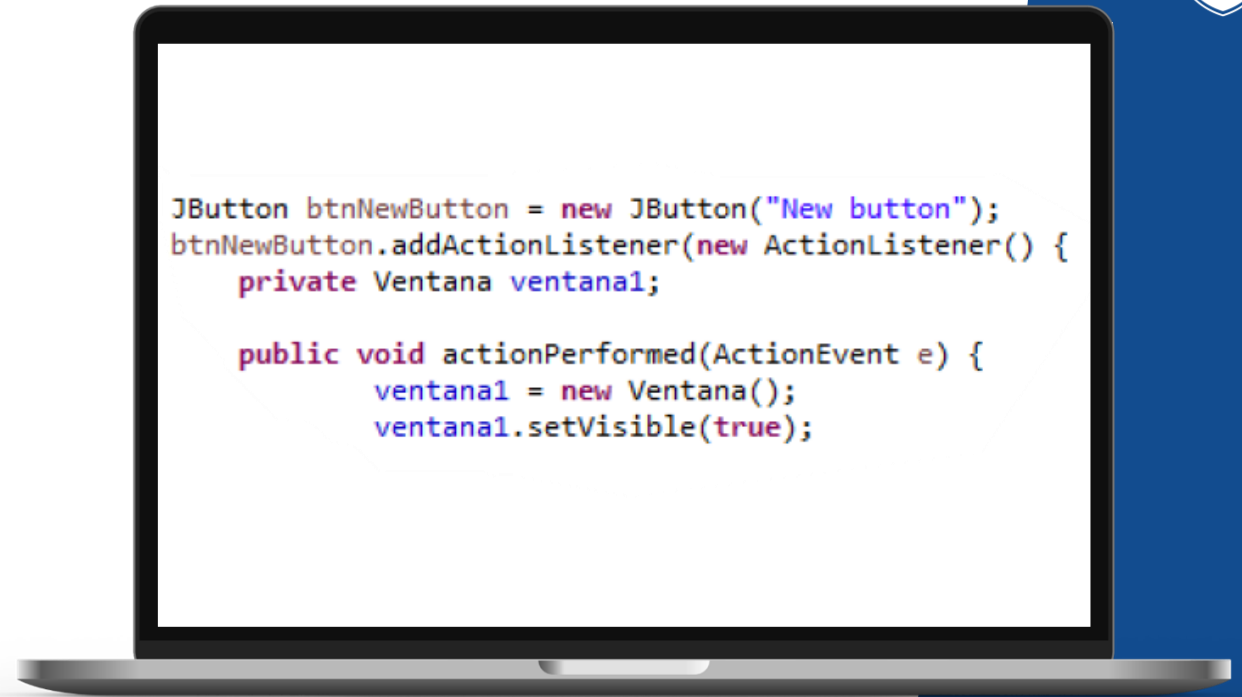 JButton btnNewButton = new JButton("New button");
btnNewButton.addActionListener(new ActionListener() {
private Ventana ventana1;
public void actionPerformed(ActionEvent e) {
ventana1 = new Ventana();
ventana1.setVisible(true);